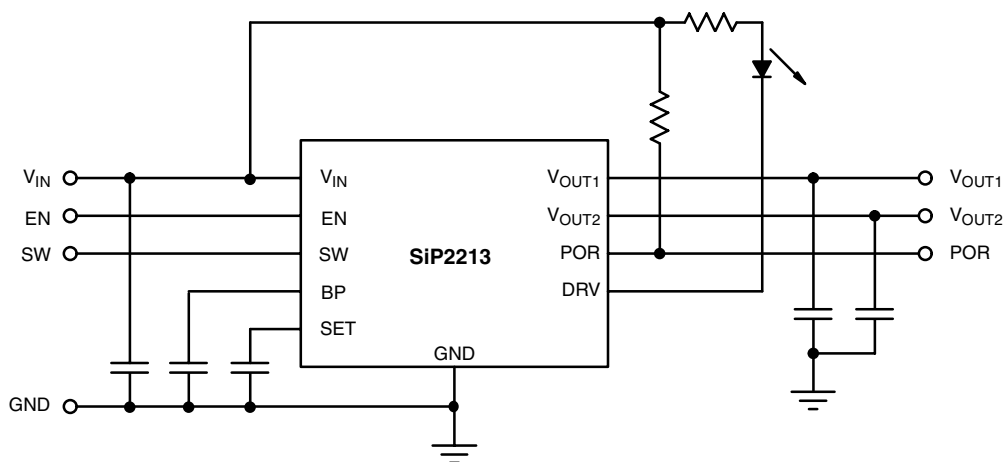 VIN
EN
SW
GND
VIN
EN
SW
BP
SET
SiP2213
GND
VOUT1
VOUT2
POR
DRV
VOUT1
VOUT2
POR